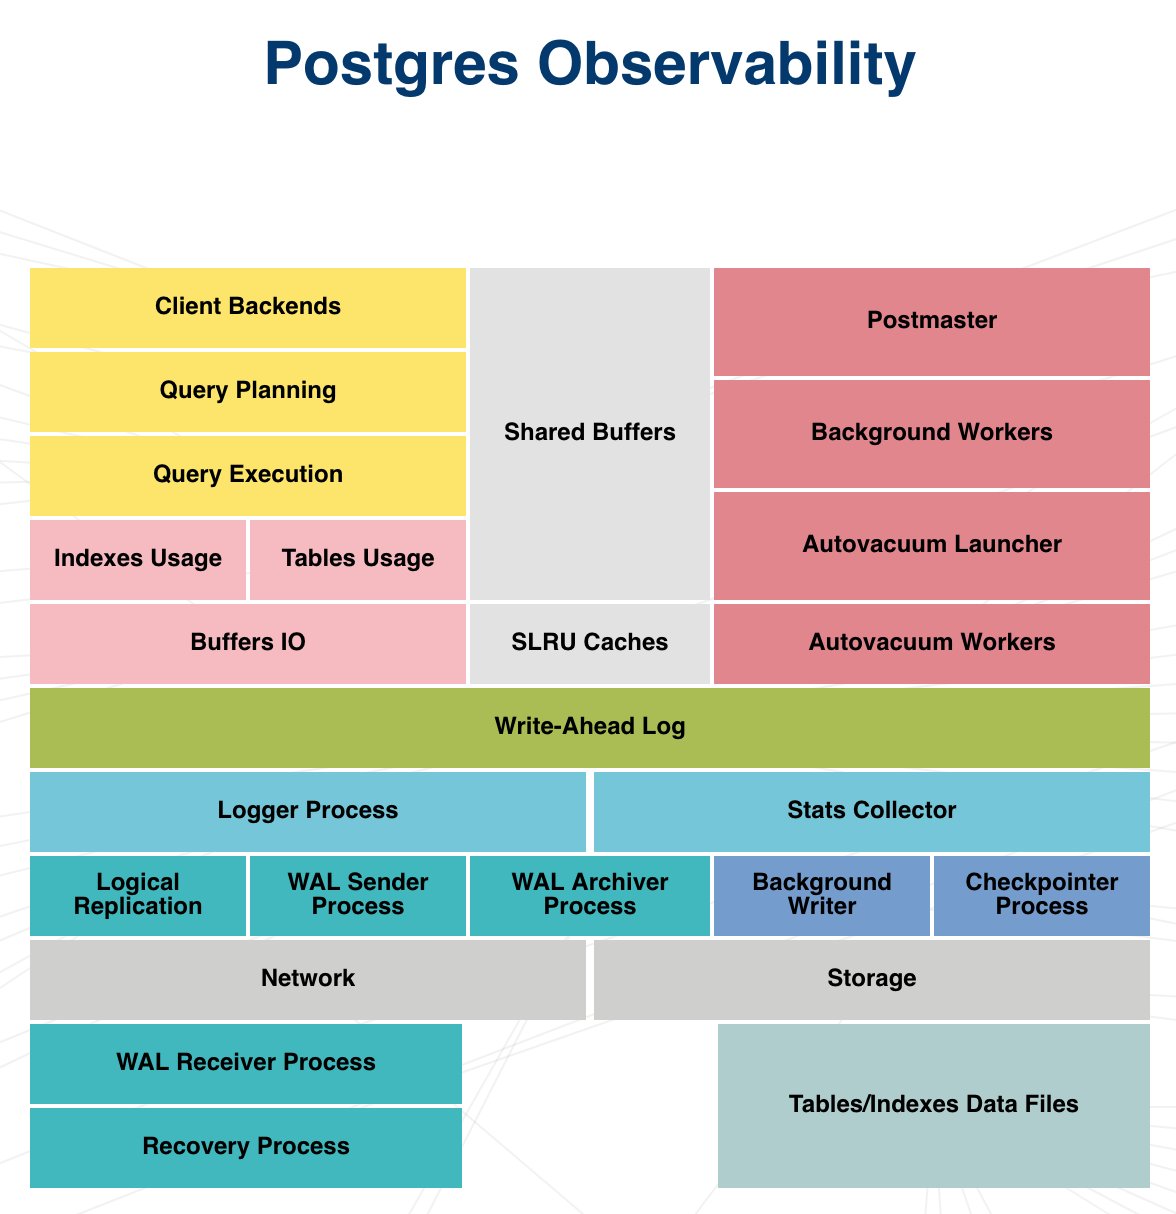 Postgres Observability
Client Backends
Query Planning
Query Execution
Indexes Usage
Tables Usage
Buffers IO
Shared Buffers
SLRU Caches
Postmaster
Background Workers
Autovacuum Launcher
Autovacuum Workers
Write-Ahead Log
Logger Process
Stats Collector
Logical
Replication
WAL Sender
Process
WAL Archiver
Process
Background
Writer
Checkpointer
Process
Network
Storage
WAL Receiver Process
Recovery Process
Tables/Indexes Data Files